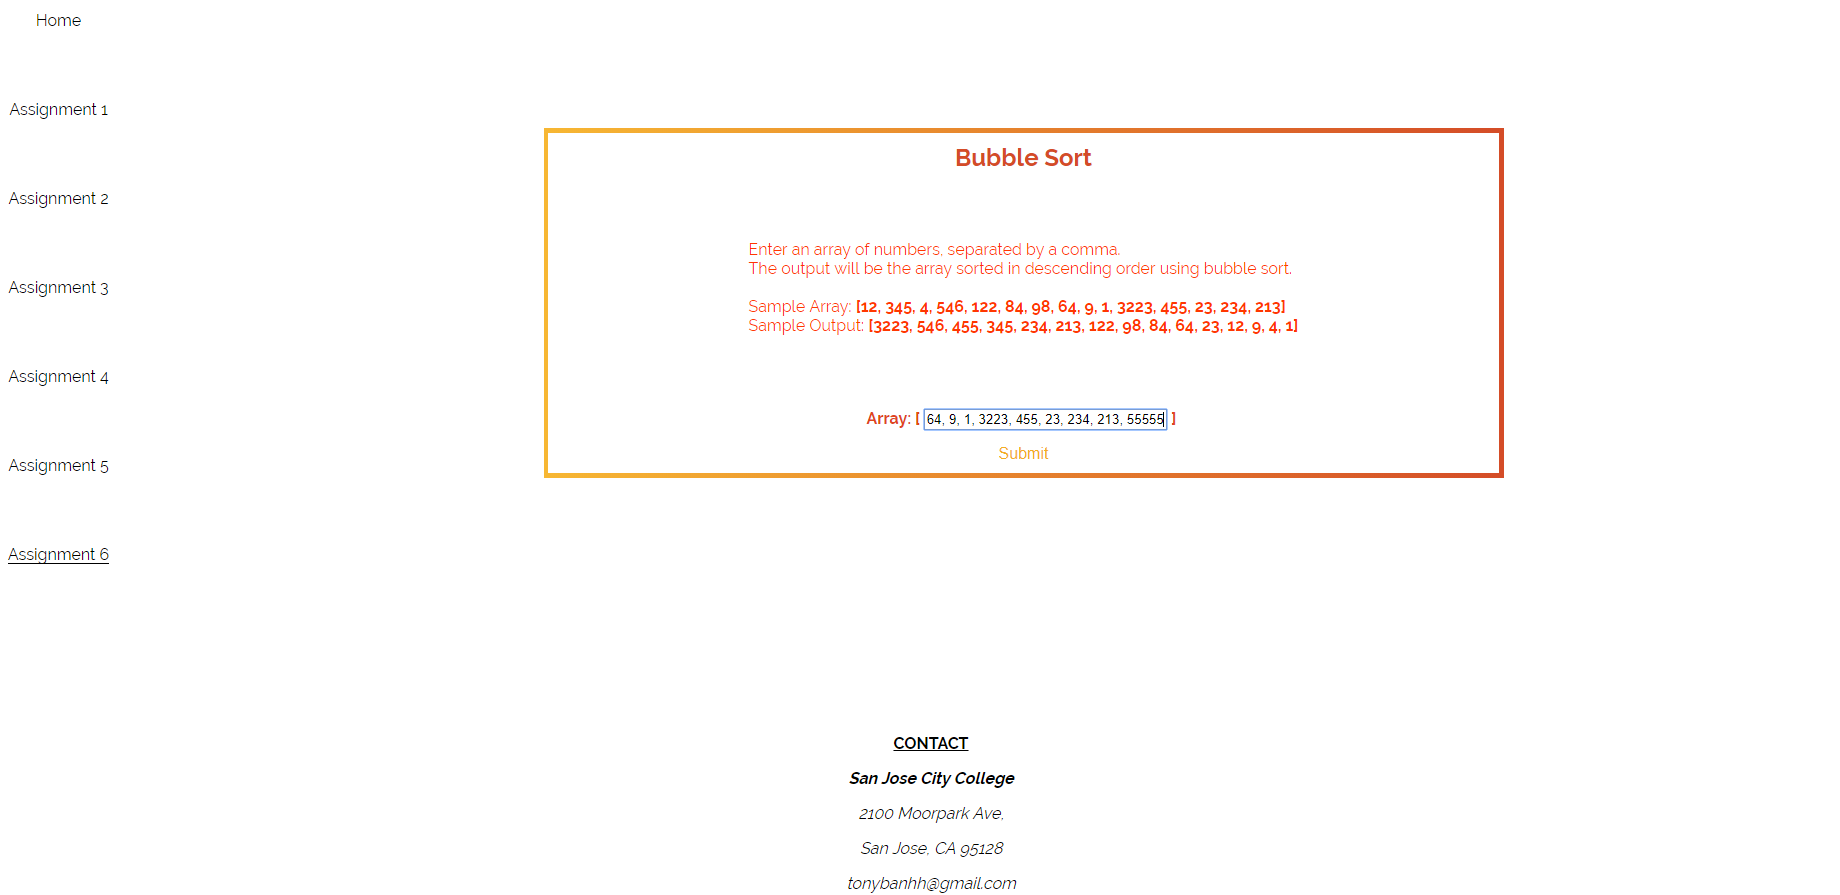 Home
Assignment 1
Assignment 2
Assignment 3
Assignment 4
Assignment 5
Assignment 6
Bubble Sort
Enter an array of numbers, separated by a comma.
The output will be the array sorted in descending order using bubble sort.
Sample Array: [12, 345, 4, 546, 122, 84, 98, 64, 9, 1, 3223, 455, 23, 234, 213]
Sample Output: [3223, 546, 455, 345, 234, 213, 122, 98, 84, 64, 23, 12, 9, 4, 1]
Array: [ 64, 9, 1, 3223, 455, 23, 234, 213, 55555 ]
Submit
CONTACT
San Jose City College
2100 Moorpark Ave,
San Jose, CA 95128
tonybanhh@gmail.com